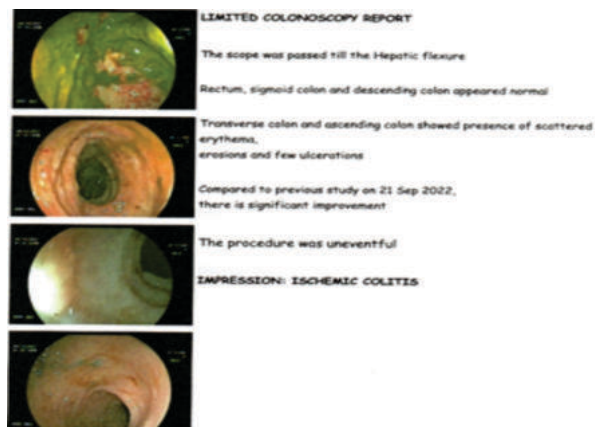 LIMITED COLONOSCOPY REPORT
The scope was passed till the Hepatic flexure
Rectum, sigmoid colon and descending colon appeared normal
Transverse colon and ascending colon showed presence of scattered
erythema,
erosions and few ulcerations
Compared to previous study on 21 Sep 2022,
there is significant improvement
The procedure was uneventful
IMPRESSION: ISCHEMIC COLITIS